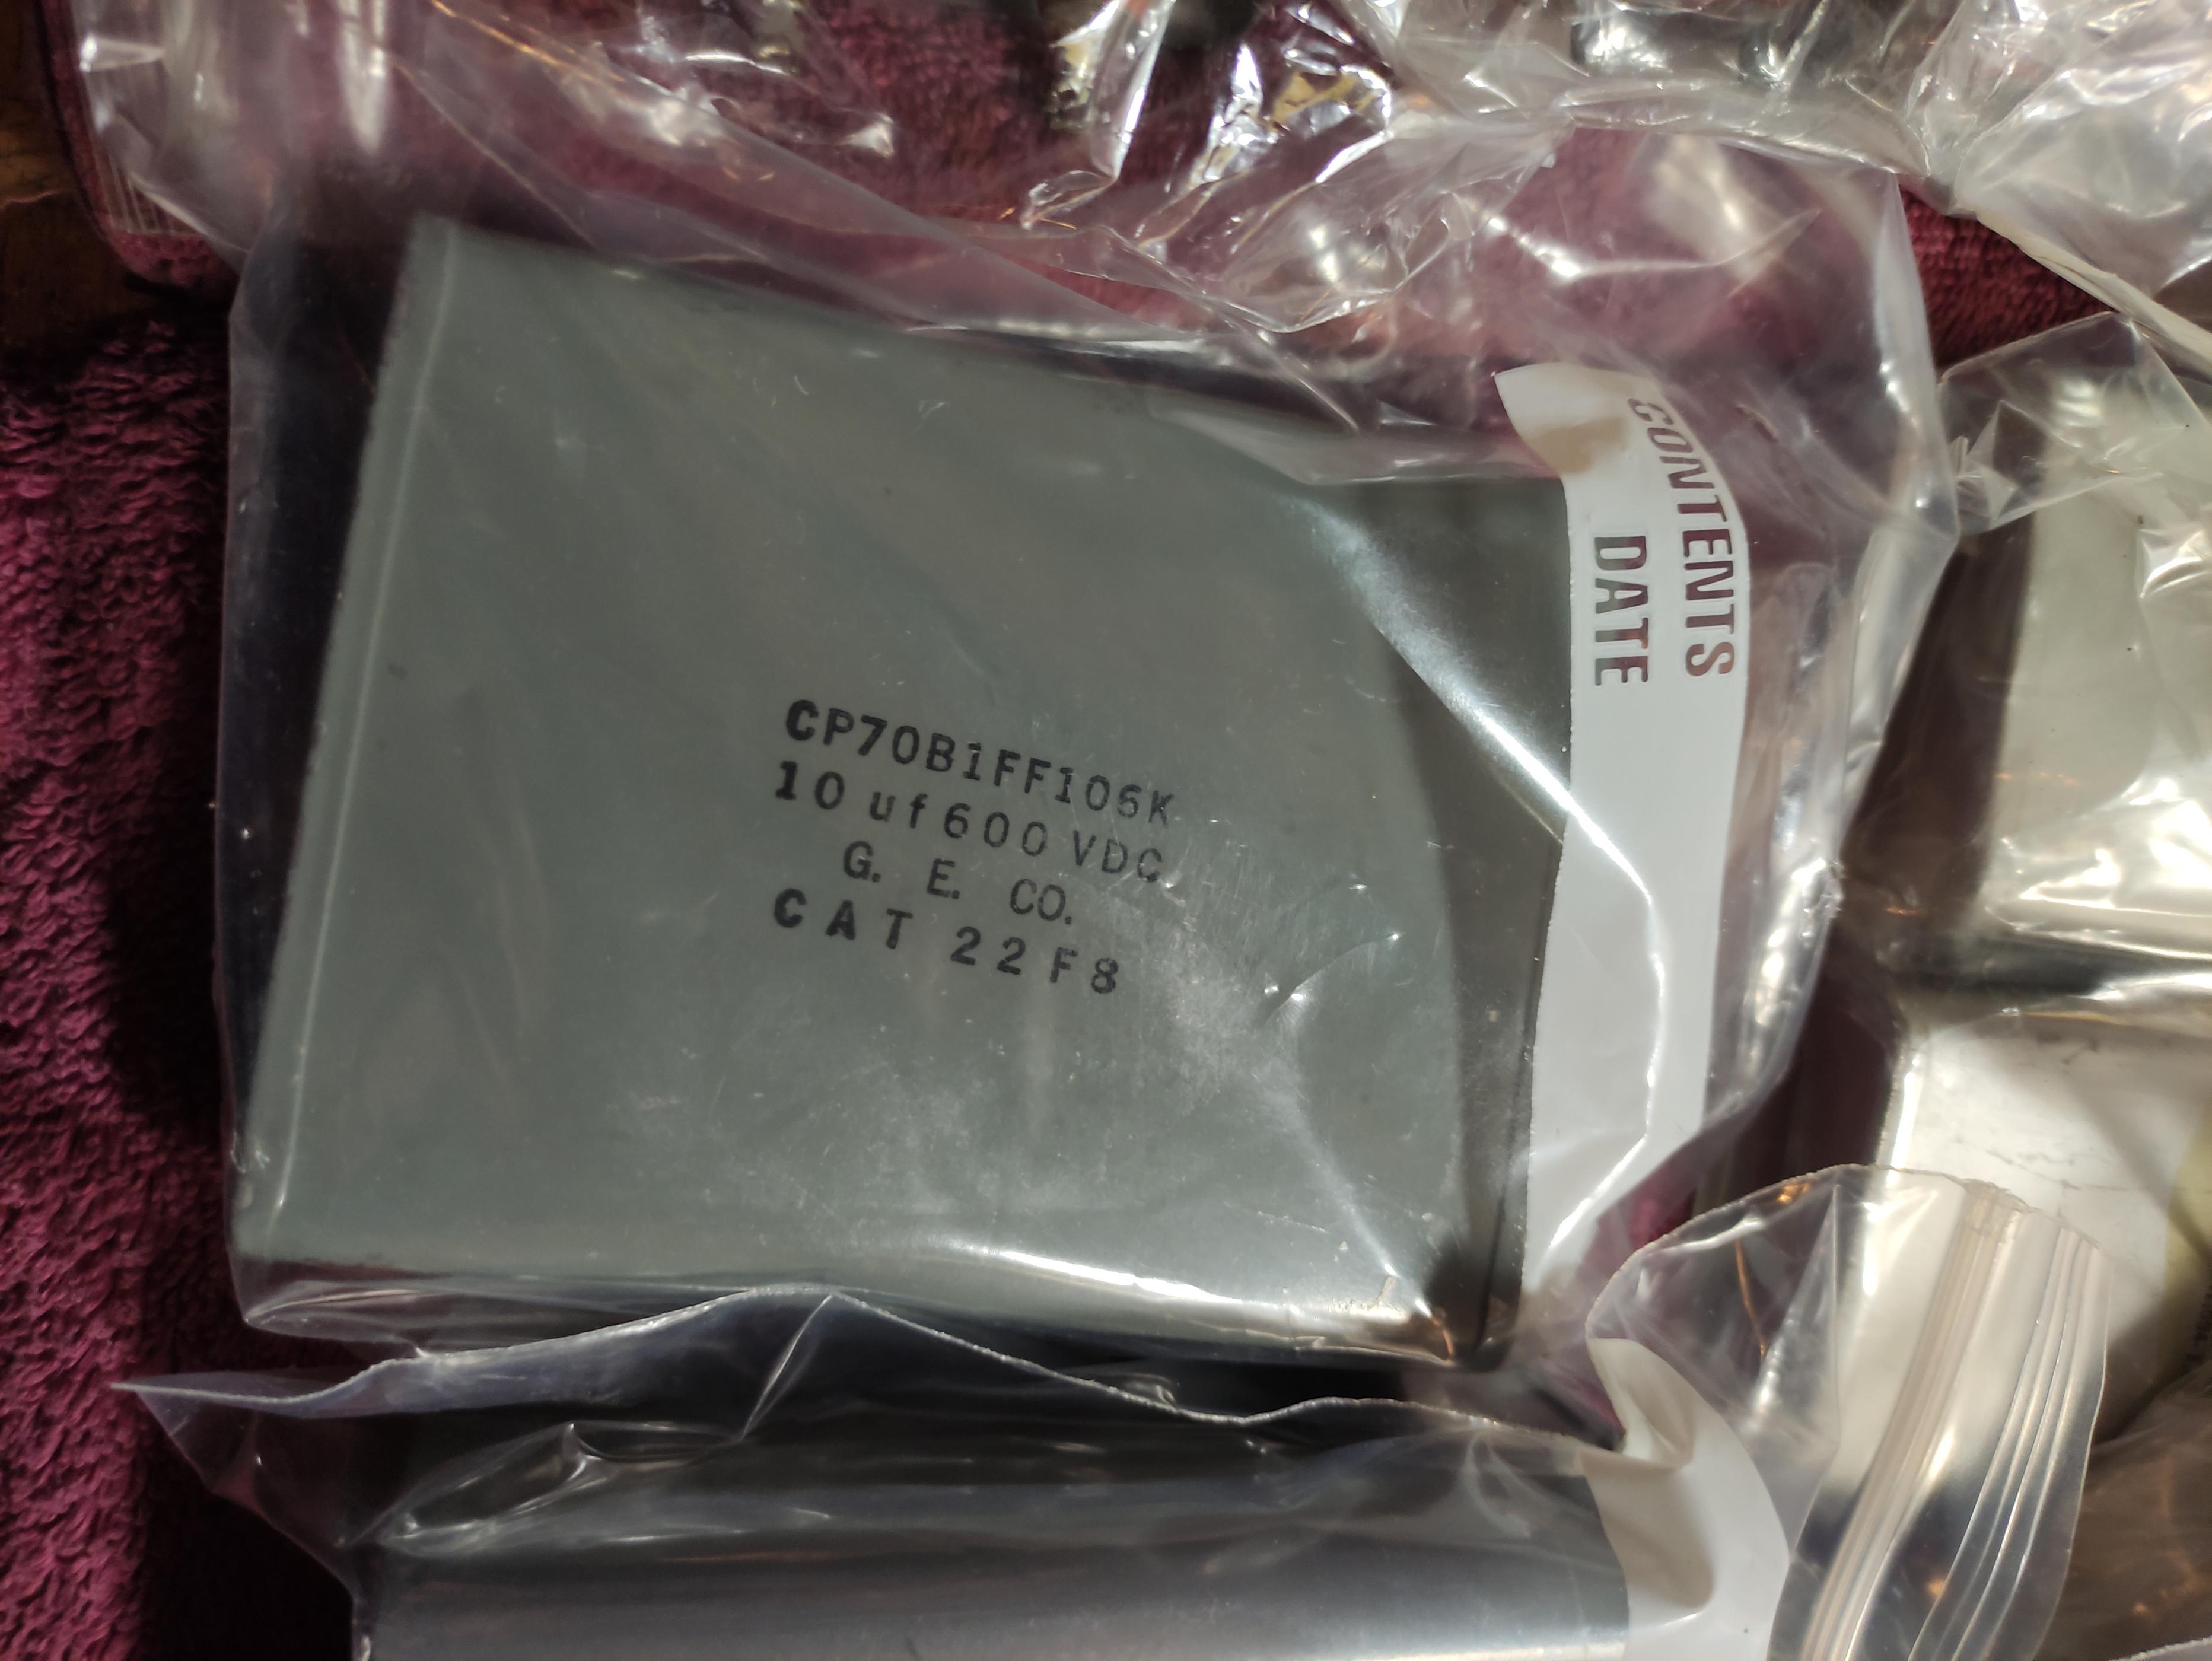 CP70B1FF106K
10 uf 600 VDC
G. E. CO.
CAT 22F8
CONTENTS
DATE